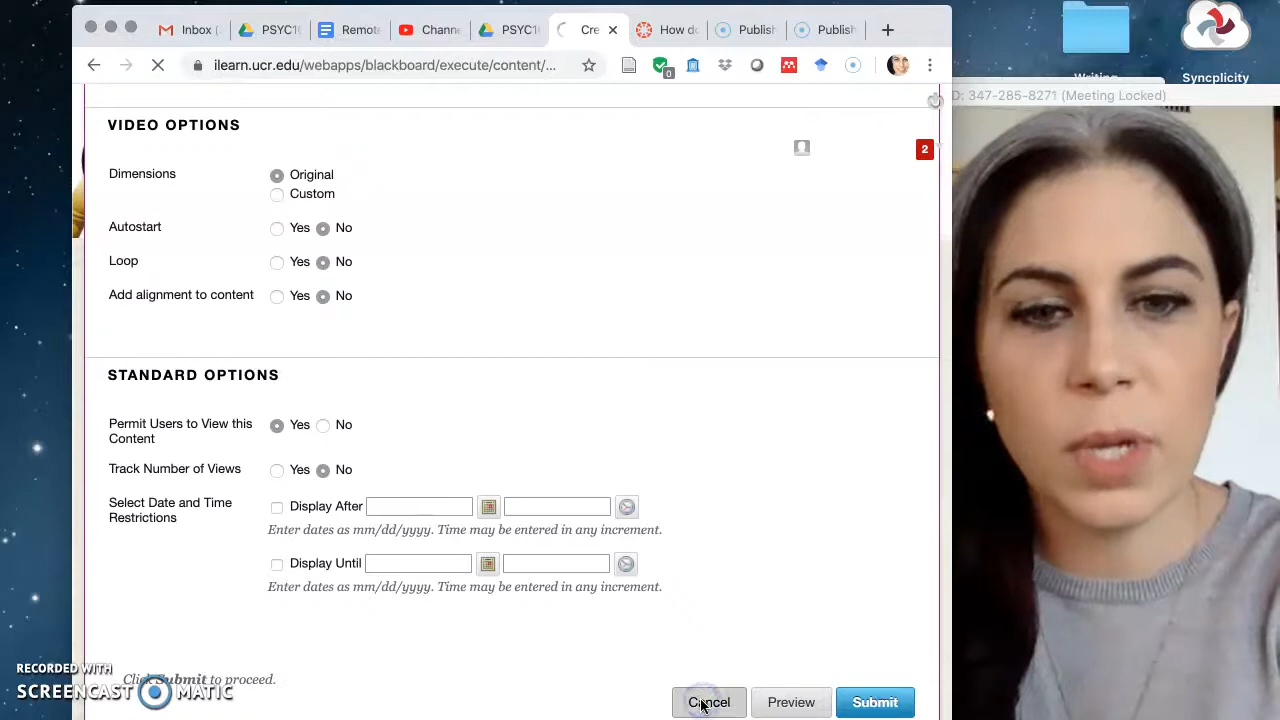 Inbox (
PSYC1
Remot
Chann
PSYC1
Cre
How d
Publish
Publish
Syncplicity
ilearn.ucr.edu/webapps/blackboard/execute/content/...
0
D: 347-285-8271 (Meeting Locked)
VIDEO OPTIONS
2
Dimensions
Original
Custom
Autostart Yes No
Loop Yes No
Add alignment to content Yes No
STANDARD OPTIONS
Permit Users to View this
Content
Yes No
Track Number of Views Yes No
Select Date and Time
Restrictions
Display After
Enter dates as mm/dd/yyyy. Time may be entered in any increment.
Display Until
Enter dates as mm/dd/yyyy. Time may be entered in any increment.
RECORDED WITH
SCREENCAST MATIC
Click Submit to proceed.
Cancel Preview Submit